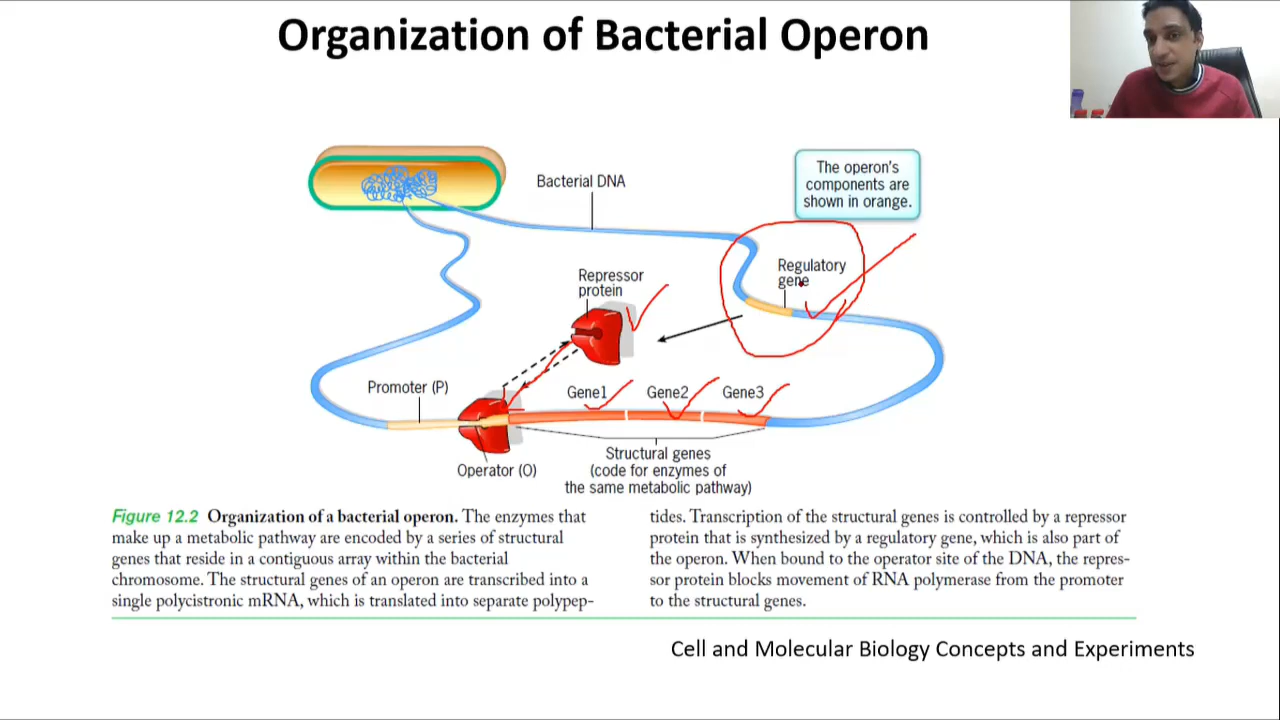 Organization of Bacterial Operon
Bacterial DNA
The operon's
components are
shown in orange.
Regulatory
gene
Repressor
protein
Promoter (P)
Gene1
Gene2
Gene3
Operator (O)
Structural genes
(code for enzymes of
the same metabolic pathway)
Figure 12.2 Organization of a bacterial operon. The enzymes that
make up a metabolic pathway are encoded by a series of structural
genes that reside in a contiguous array within the bacterial
chromosome. The structural genes of an operon are transcribed into a
single polycistronic mRNA, which is translated into separate polypep-
tides. Transcription of the structural genes is controlled by a repressor
protein that is synthesized by a regulatory gene, which is also part of
the operon. When bound to the operator site of the DNA, the repres-
sor protein blocks movement of RNA polymerase from the promoter
to the structural genes.
Cell and Molecular Biology Concepts and Experiments